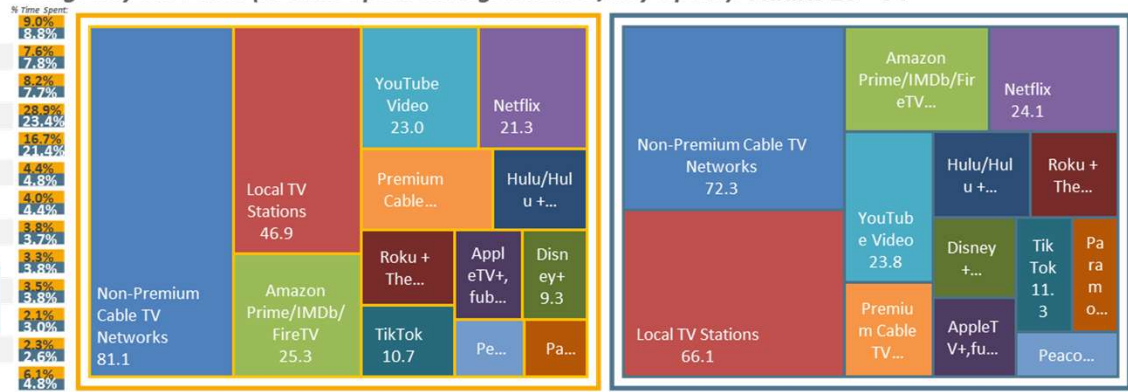 % Time Spent:
9.0%
8.8%
7.6%
7.8%
8.2%
7.7%
28.9%
23.4%
16.7%
21.4%
4.4%
4.8%
4.0%
4.4%
3.8%
3.7%
3.3%
3.8%
3.5%
3.8%
2.1%
3.0%
2.3%
2.6%
6.1%
4.8%
Non-Premium
Cable TV
Networks
81.1
Local TV
Stations
46.9
Amazon
Prime/IMDb/
FireTV
25.3
YouTube
Video
23.0
Netflix
21.3
Premium
Cable...
Hulu/Hul
u +...
Roku +
The...
Appl
eTV+,
fub...
Disn
ey+
9.3
TikTok
10.7
Pe...
Pa...
Non-Premium Cable TV
Networks
72.3
Local TV Stations
66.1
Amazon
Prime/IMDb/Fir
eTV...
Netflix
24.1
YouTub
e Video
23.8
Premiu
m Cable
TV...
Hulu/Hul
u +...
Roku +
The...
Disney
+...
Tik
Tok
11.
3
Pa
ra
m
o...
AppleT
V+,fu...
Peaco...